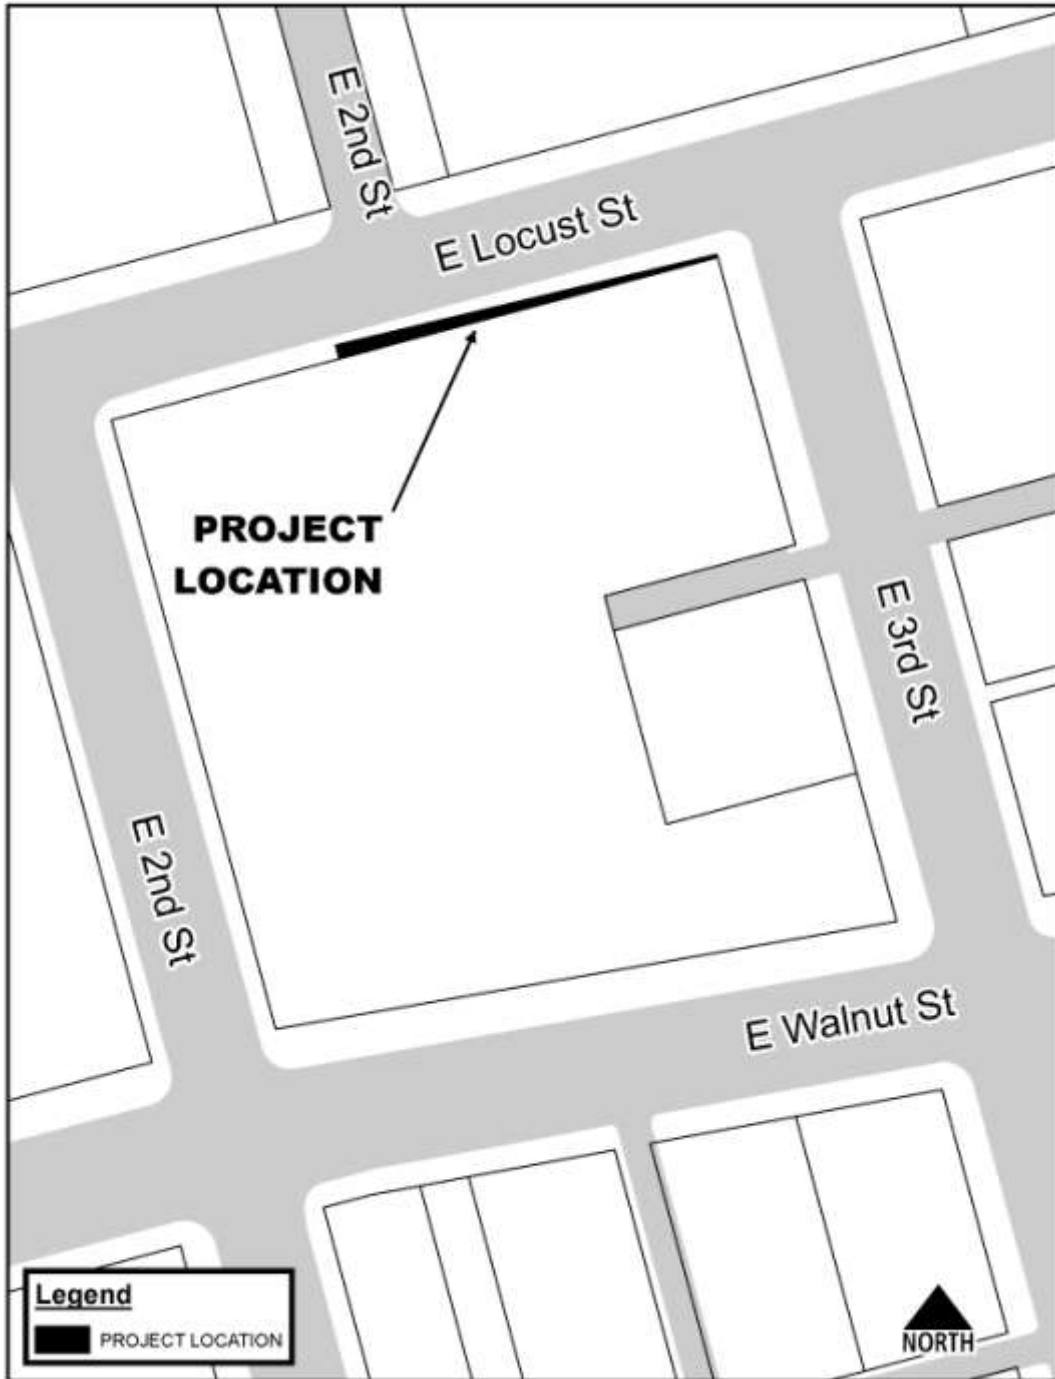 E 2nd St
E Locust St
PROJECT
LOCATION
E 3rd St
E 2nd St
E Walnut St
Legend
PROJECT LOCATION
NORTH